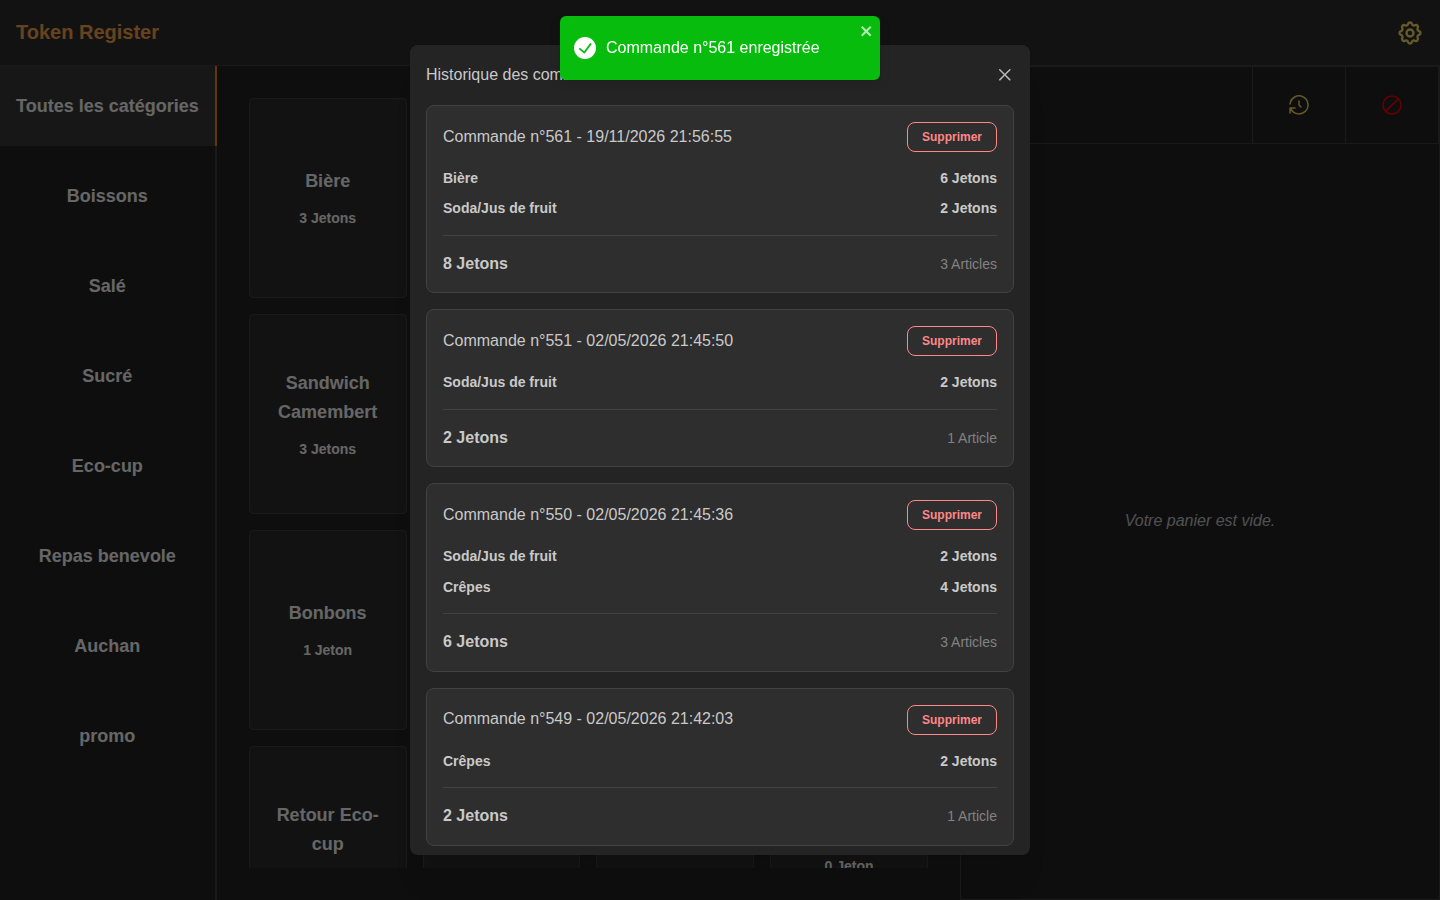 Token Register
Commande n°561 enregistrée
Historique des com
Toutes les catégories
Boissons
Salé
Sucré
Eco-cup
Repas benevole
Auchan
promo
Bière
3 Jetons
Sandwich
Camembert
3 Jetons
Bonbons
1 Jeton
Retour Eco-
cup
Commande n°561 - 19/11/2026 21:56:55
Supprimer
Bière
6 Jetons
Soda/Jus de fruit
2 Jetons
8 Jetons
3 Articles
Commande n°551 - 02/05/2026 21:45:50
Supprimer
Soda/Jus de fruit
2 Jetons
2 Jetons
1 Article
Commande n°550 - 02/05/2026 21:45:36
Supprimer
Soda/Jus de fruit
2 Jetons
Crêpes
4 Jetons
6 Jetons
3 Articles
Commande n°549 - 02/05/2026 21:42:03
Supprimer
Crêpes
2 Jetons
2 Jetons
1 Article
0 Jeton
Votre panier est vide.